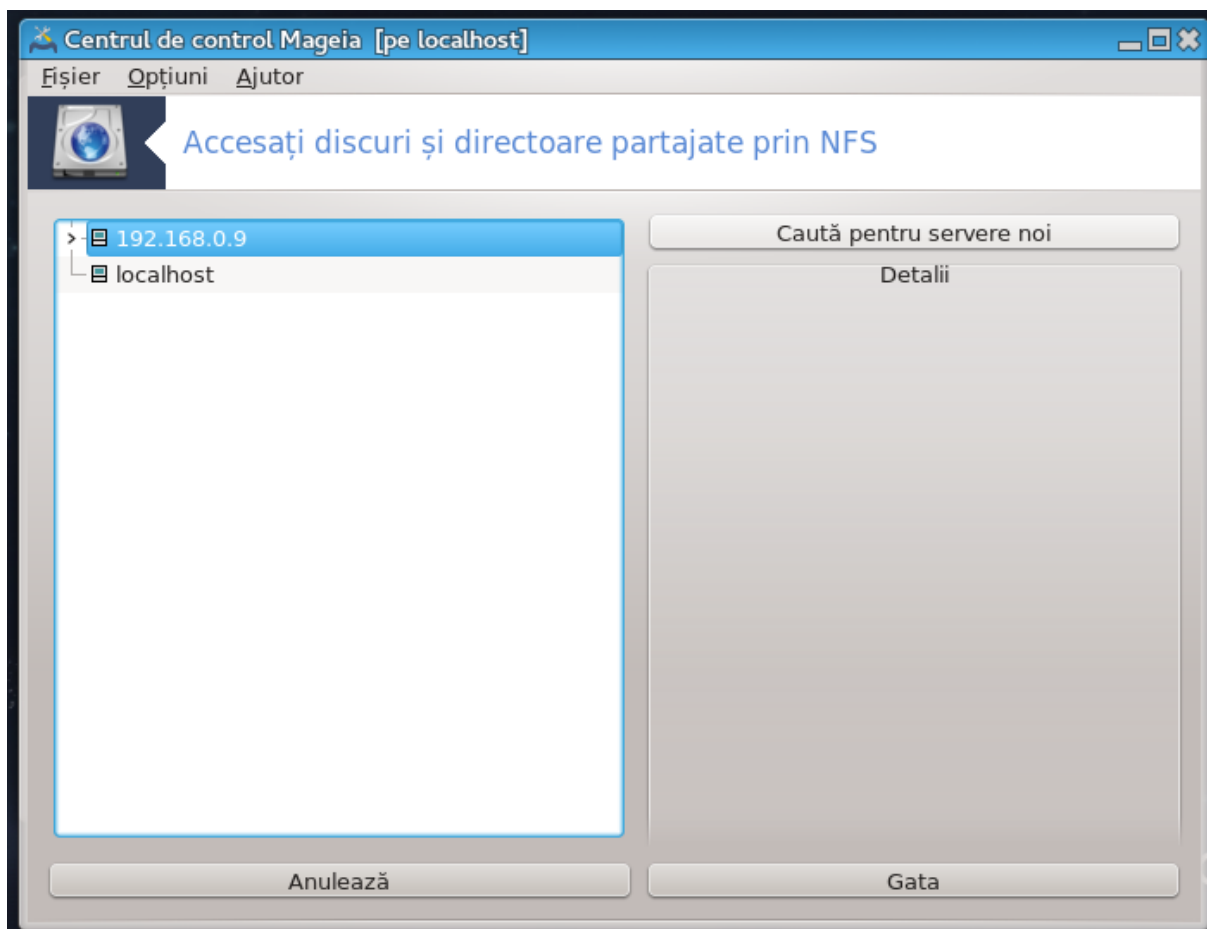 Centrul de control Mageia [pe localhost]
Fișier Opțiuni Ajutor
Accesați discuri și directoare partajate prin NFS
192.168.0.9
localhost
Caută pentru servere noi
Detalii
Anulează
Gata